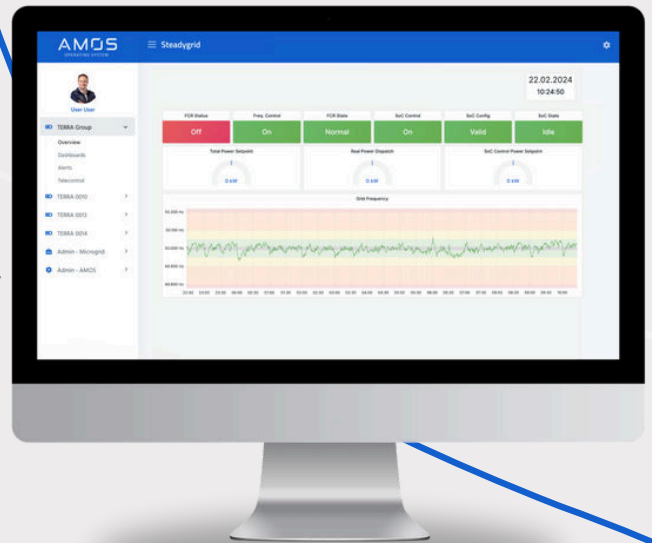 AMOS
OPERATING SYSTEM
Steadygrid
22.02.2024
10:24:50
User User
TERRA Group
Overview
Dashboards
Alerts
Telecontrol
TERRA 0010
TERRA 0013
TERRA 0014
Admin - Microgrid
Admin - AMOS
FCR Status
Freq. Control
FCR State
SoC Control
SoC Config
SoC State
Off
On
Normal
On
Valid
Idle
Total Power Setpoint
Real Power Dispatch
SoC Control Power Setpoint
0 kW
0 kW
0 kW
Grid Frequency